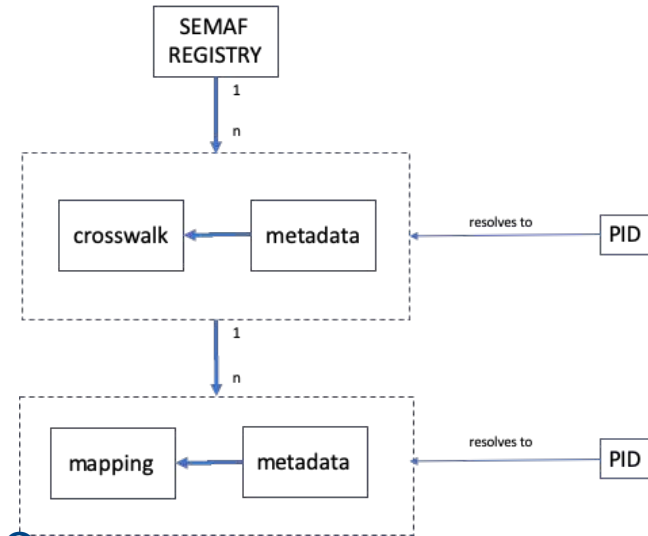 SEMAF
REGISTRY
1
n
crosswalk
metadata
resolves to
PID
1
n
mapping
metadata
resolves to
PID